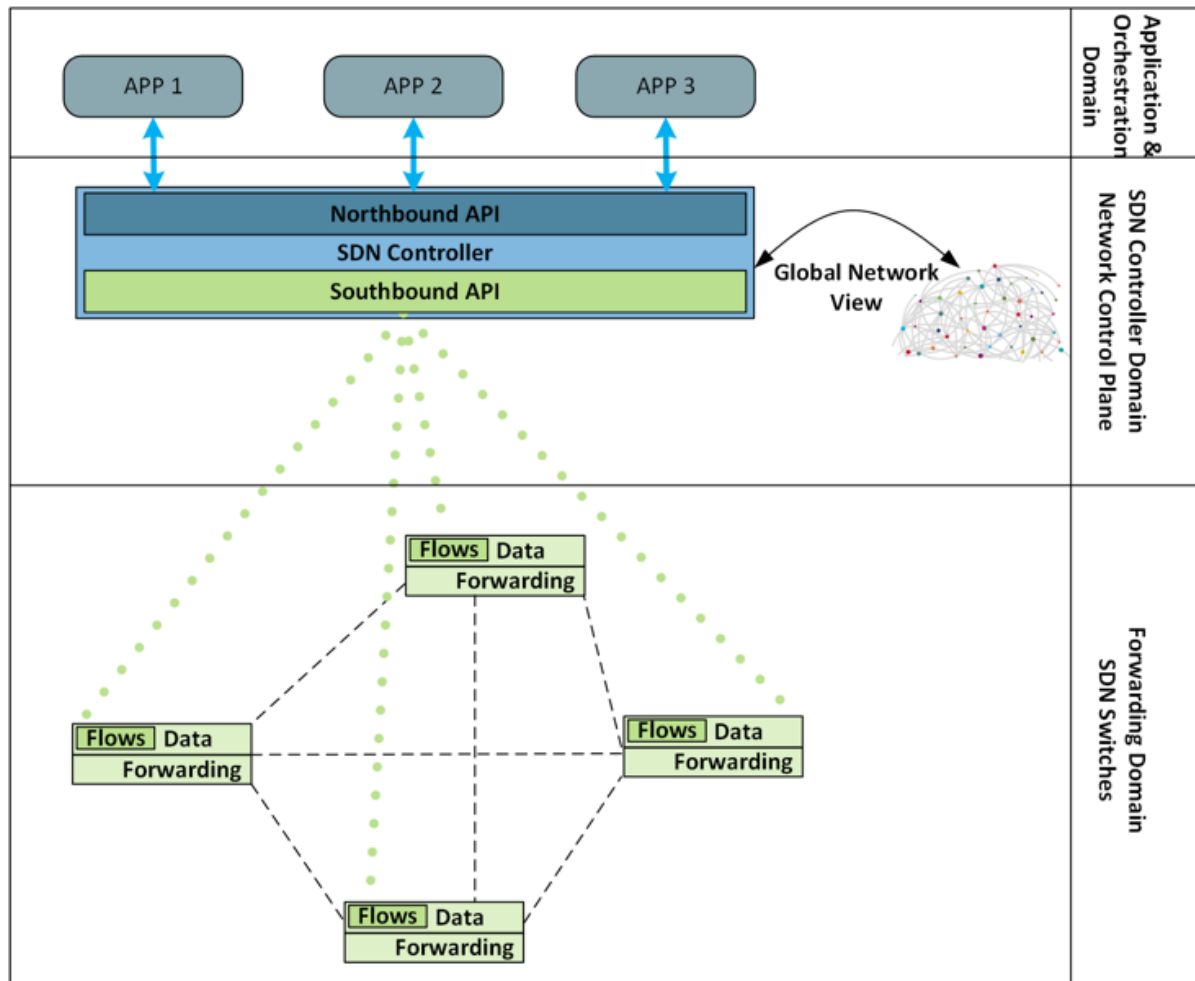 APP 1
APP 2
APP 3
Application &
Orchestration
Domain
Northbound API
SDN Controller
Southbound API
Global Network
View
SDN Controller Domain
Network Control Plane
Flows Data
Forwarding
Flows Data
Forwarding
Flows Data
Forwarding
Flows Data
Forwarding
Forwarding Domain
SDN Switches